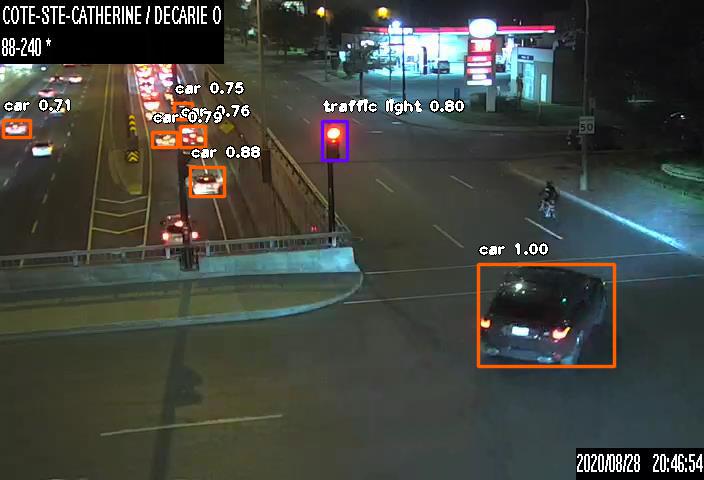 COTE-STE-CATHERINE / DECARIE O
88-240 *
car 0.75
car 0.71
car 0.76
car 0.79
traffic light 0.80
50
car 0.88
car 1.00
2020/08/28 20:46:54